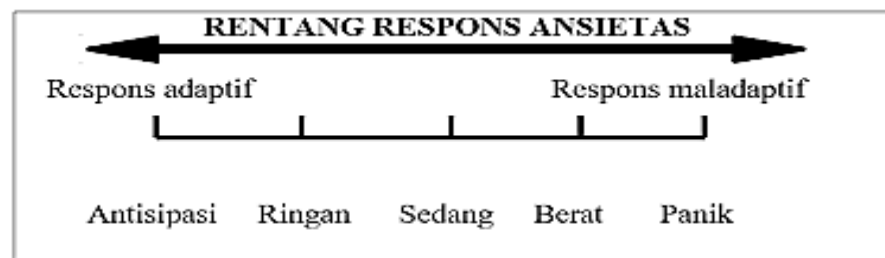 RENTANG RESPONS ANSIETAS
Respons adaptif Respons maladaptif
Antisipasi Ringan Sedang Berat Panik